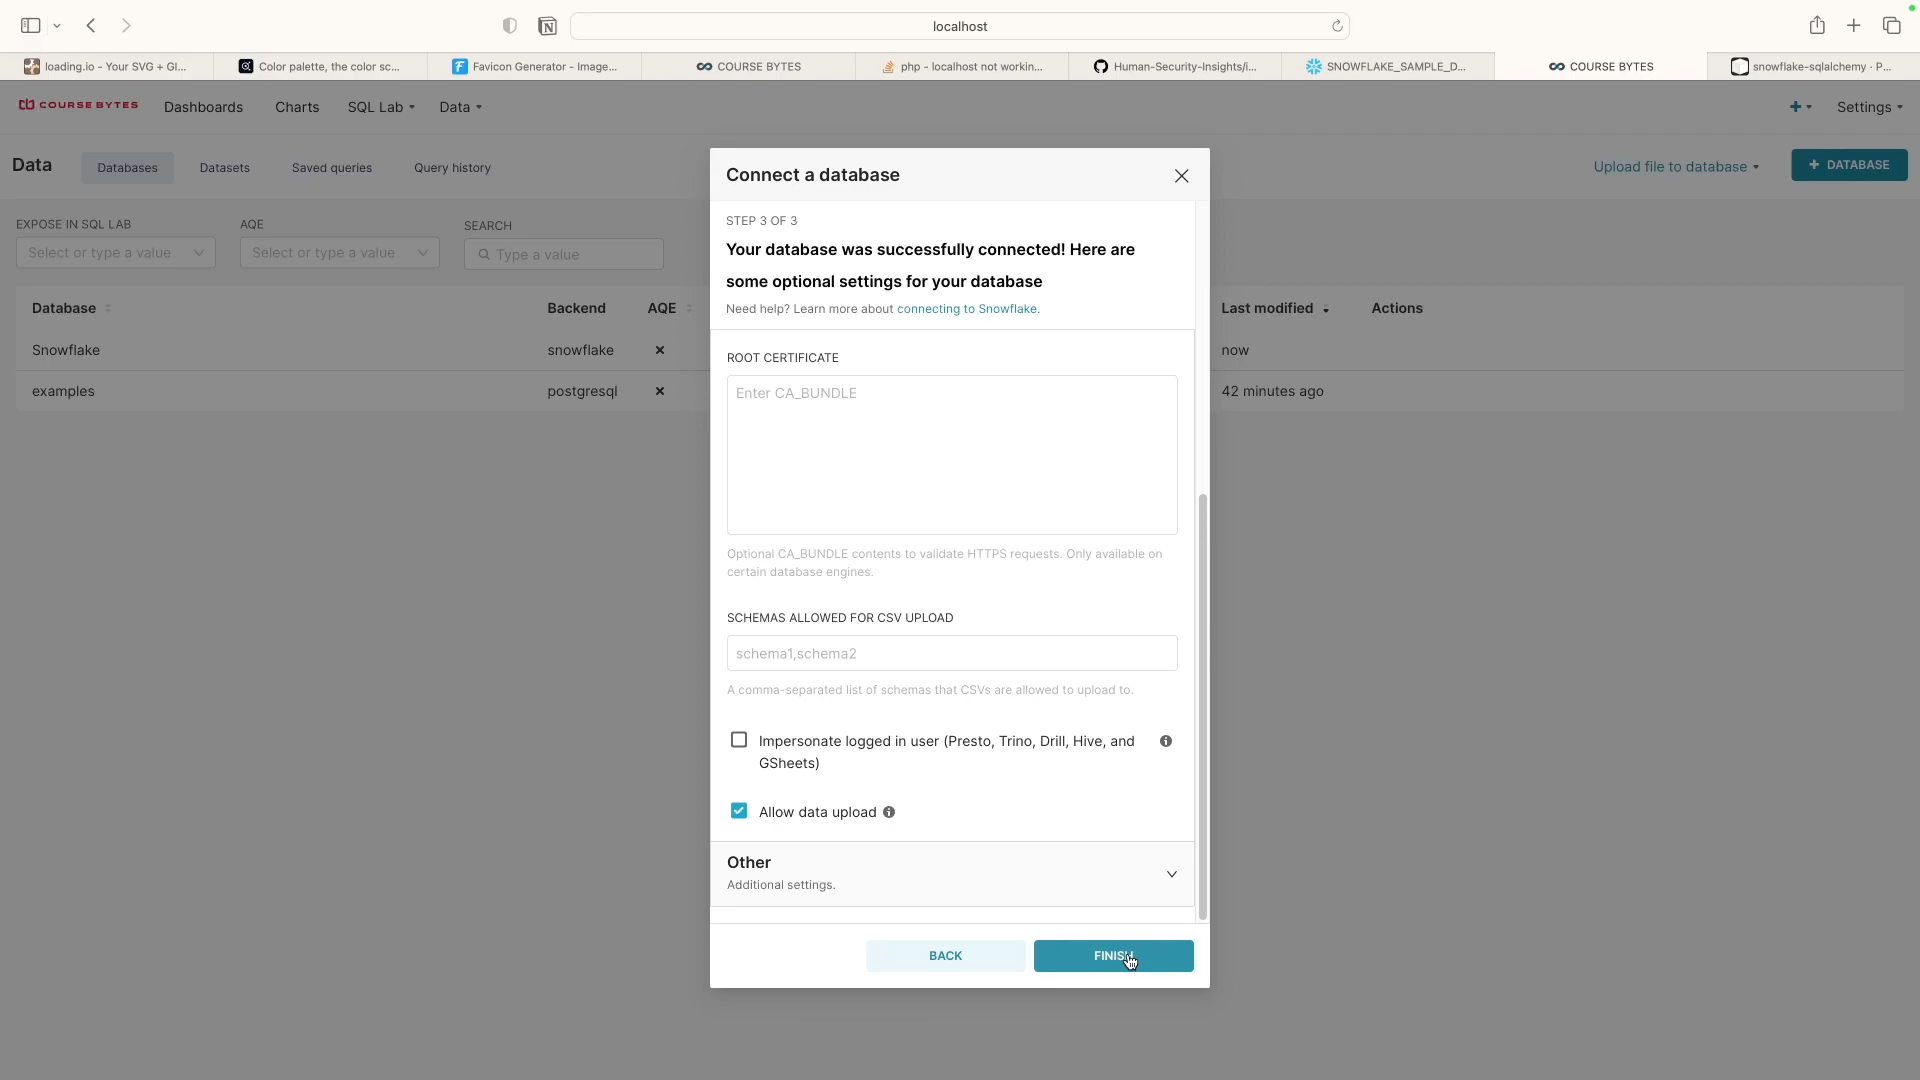 localhost
loading.io - Your SVG + GI...
Color palette, the color sc...
Favicon Generator - Image...
COURSE BYTES
php - localhost not workin...
Human-Security-Insights/i...
SNOWFLAKE_SAMPLE_D...
COURSE BYTES
snowflake-sqlalchemy · P...
COURSE BYTES
Dashboards
Charts
SQL Lab
Data
Settings
Data
Databases
Datasets
Saved queries
Query history
Upload file to database
+ DATABASE
EXPOSE IN SQL LAB
Select or type a value
AQE
Select or type a value
SEARCH
Type a value
Database
Backend
AQE
Last modified
Actions
Snowflake
snowflake
now
examples
postgresql
42 minutes ago
Connect a database
STEP 3 OF 3
Your database was successfully connected! Here are
some optional settings for your database
Need help? Learn more about connecting to Snowflake.
ROOT CERTIFICATE
Enter CA_BUNDLE
Optional CA_BUNDLE contents to validate HTTPS requests. Only available on
certain database engines.
SCHEMAS ALLOWED FOR CSV UPLOAD
schema1,schema2
A comma-separated list of schemas that CSVs are allowed to upload to.
Impersonate logged in user (Presto, Trino, Drill, Hive, and
GSheets)
Allow data upload
Other
Additional settings.
BACK
FINISH